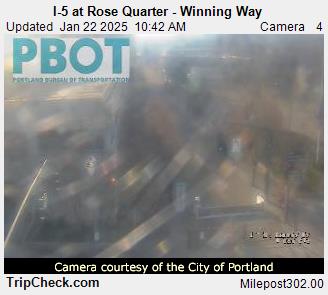 I-5 at Rose Quarter - Winning Way
Updated Jan 22 2025 10:42 AM Camera 4
PBOT
PORTLAND BUREAU OF TRANSPORTATION
Camera courtesy of the City of Portland
TripCheck.com Milepost302.00